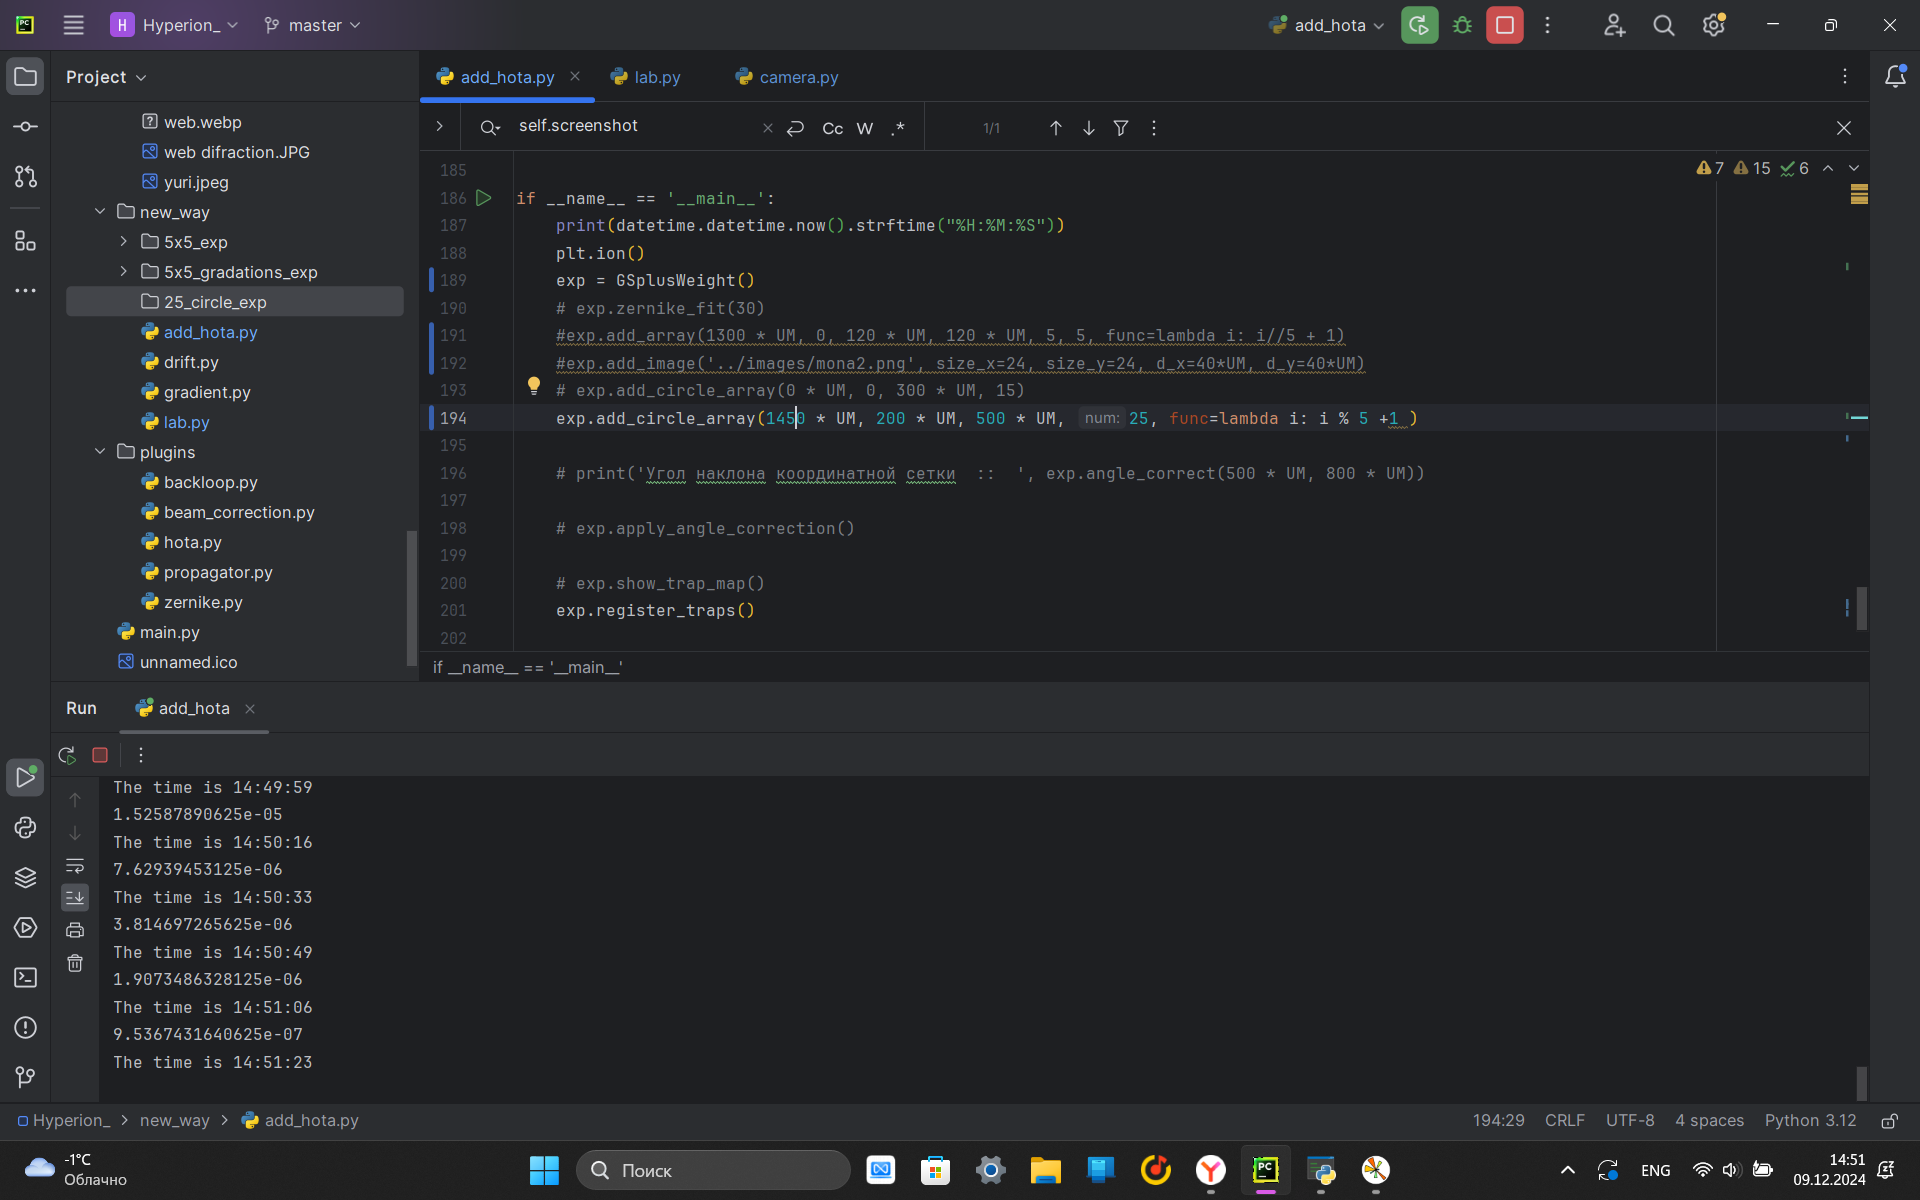 PC
H Hyperion_ master
add_hota
Project
add_hota.py
lab.py
camera.py
self.screenshot
Cc W .*
1/1
web.webp
web difraction.JPG
yuri.jpeg
new_way
5x5_exp
5x5_gradations_exp
25_circle_exp
add_hota.py
drift.py
gradient.py
lab.py
plugins
backloop.py
beam_correction.py
hota.py
propagator.py
zernike.py
main.py
unnamed.ico
7 15 6
185
186 if __name__ == '__main__':
187 print(datetime.datetime.now().strftime("%H:%M:%S"))
188 plt.ion()
189 exp = GSplusWeight()
190 # exp.zernike_fit(30)
191 #exp.add_array(1300 * UM, 0, 120 * UM, 120 * UM, 5, 5, func=lambda i: i//5 + 1)
192 #exp.add_image('../images/mona2.png', size_x=24, size_y=24, d_x=40*UM, d_y=40*UM)
193 # exp.add_circle_array(0 * UM, 0, 300 * UM, 15)
194 exp.add_circle_array(1450 * UM, 200 * UM, 500 * UM, num: 25, func=lambda i: i % 5 +1 )
195
196 # print('Угол наклона координатной сетки :: ', exp.angle_correct(500 * UM, 800 * UM))
197
198 # exp.apply_angle_correction()
199
200 # exp.show_trap_map()
201 exp.register_traps()
202
if __name__ == '__main__'
Run add_hota
The time is 14:49:59
1.52587890625e-05
The time is 14:50:16
7.62939453125e-06
The time is 14:50:33
3.814697265625e-06
The time is 14:50:49
1.9073486328125e-06
The time is 14:51:06
9.5367431640625e-07
The time is 14:51:23
Hyperion_ > new_way > add_hota.py
194:29 CRLF UTF-8 4 spaces Python 3.12
-1°C
Облачно
Поиск
PC
ENG
14:51
09.12.2024